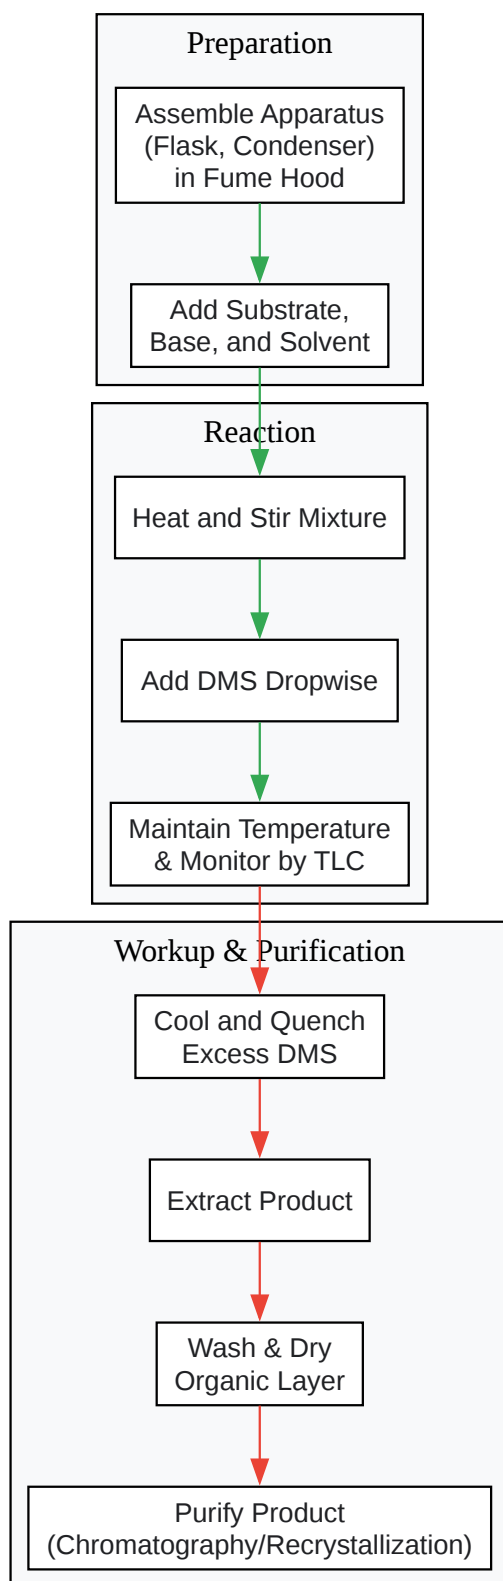 Preparation
Assemble Apparatus
(Flask, Condenser)
in Fume Hood
Add Substrate,
Base, and Solvent
Reaction
Heat and Stir Mixture
Add DMS Dropwise
Maintain Temperature
& Monitor by TLC
Workup & Purification
Cool and Quench
Excess DMS
Extract Product
Wash & Dry
Organic Layer
Purify Product
(Chromatography/Recrystallization)